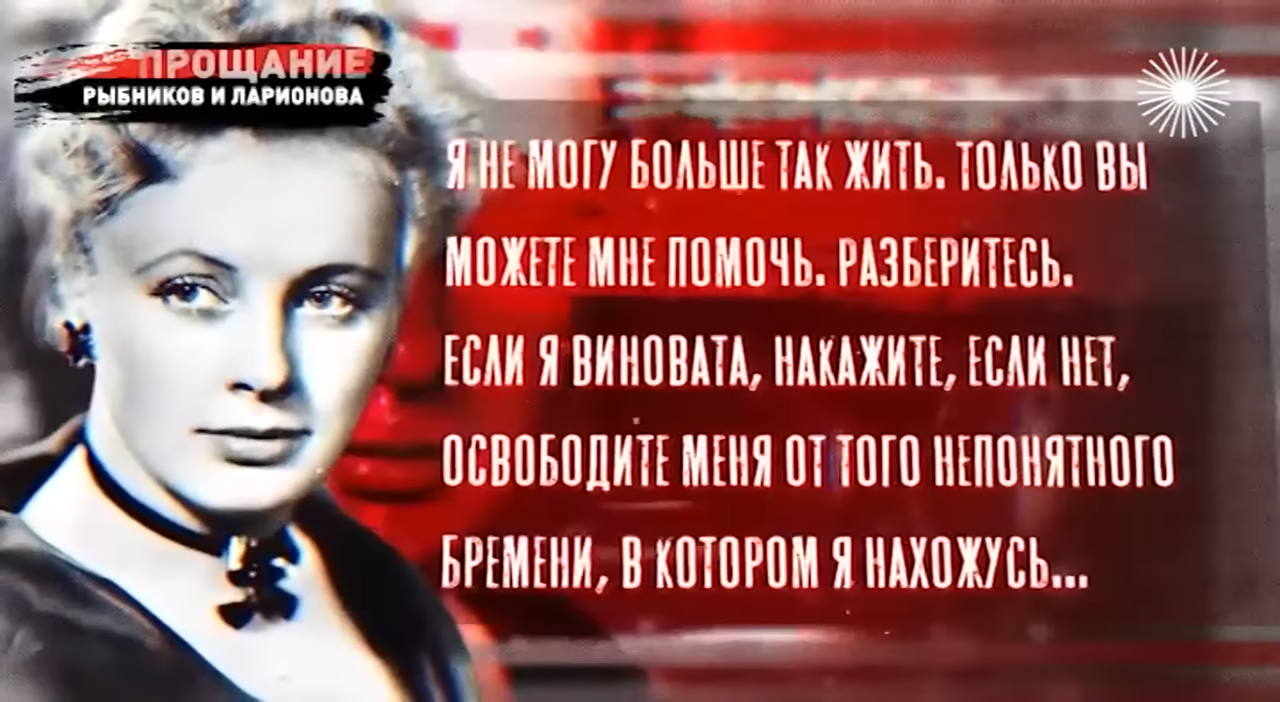 ПРОЩАНИЕ
РЫБНИКОВ И ЛАРИОНОВА
Я НЕ МОГУ БОЛЬШЕ ТАК ЖИТЬ. ТОЛЬКО ВЫ
МОЖЕТЕ МНЕ ПОМОЧЬ. РАЗБЕРИТЕСЬ.
ЕСЛИ Я ВИНОВАТА, НАКАЖИТЕ, ЕСЛИ НЕТ,
ОСВОБОДИТЕ МЕНЯ ОТ ТОГО НЕПОНЯТНОГО
БРЕМЕНИ, В КОТОРОМ Я НАХОЖУСЬ...